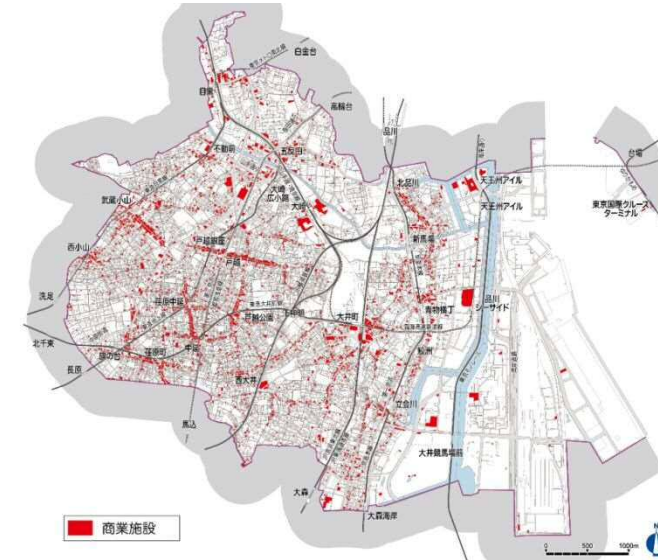 白金台
目黒
高輪台
品川
不動前
五反田
台場
北品川
天王洲アイル
大崎
広小路
大崎
天王洲アイル
東京国際クルーズ
ターミナル
武蔵小山
新馬場
戸越銀座
西小山
戸越
洗足
荏原中延
青物横丁
品川
シーサイド
戸越公園
下神明
大井町
北千束
中延
旗の台
荏原町
鮫洲
長原
西大井
立会川
馬込
大井競馬場前
大森
大森海岸
商業施設
N
0 500 1000m